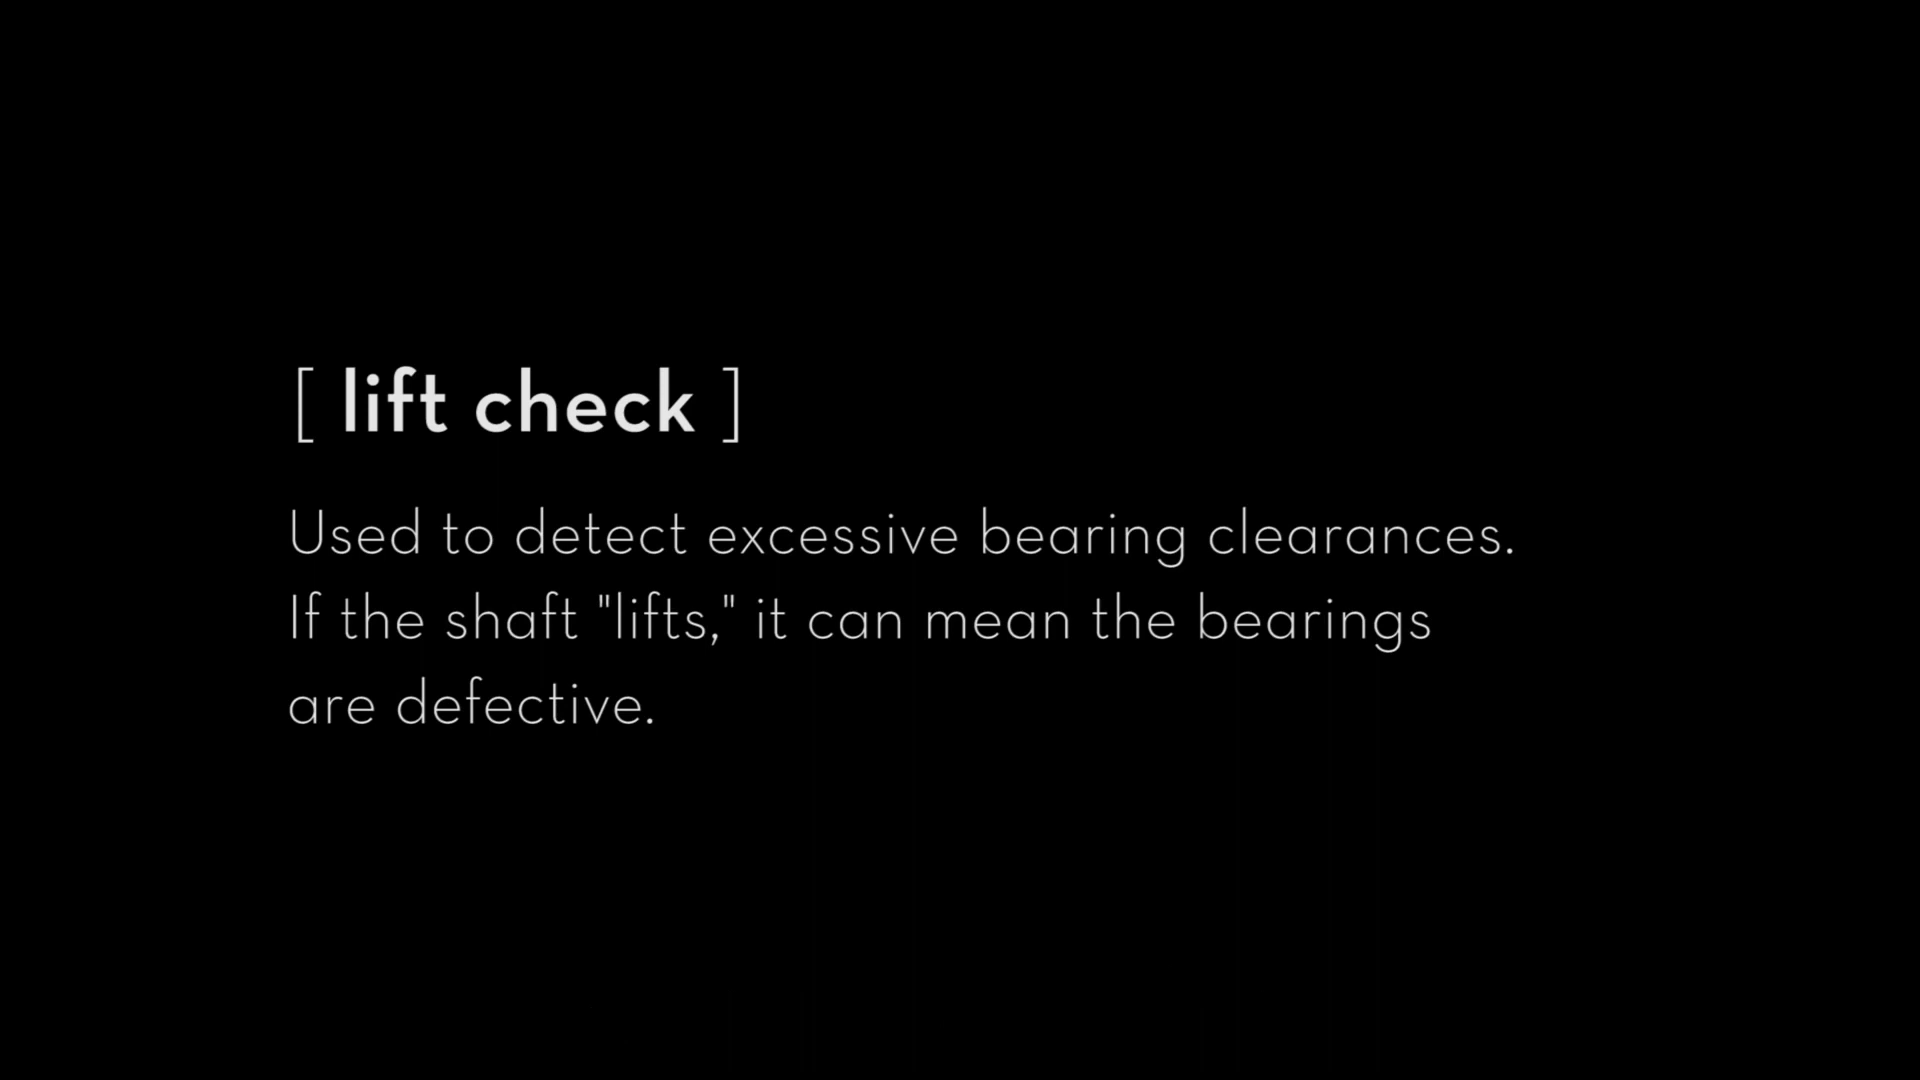 [ lift check ]
Used to detect excessive bearing clearances.
If the shaft "lifts," it can mean the bearings
are defective.